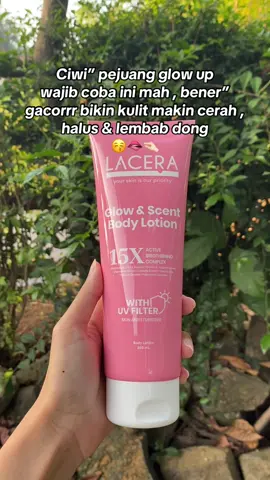 Ciwi” pejuang glow up
wajib coba ini mah , bener”
gacorrr bikin kulit makin cerah ,
halus & lembab dong
LACERA
Glow & Scent
Body Lotion
15X
WITH
UV FILTER